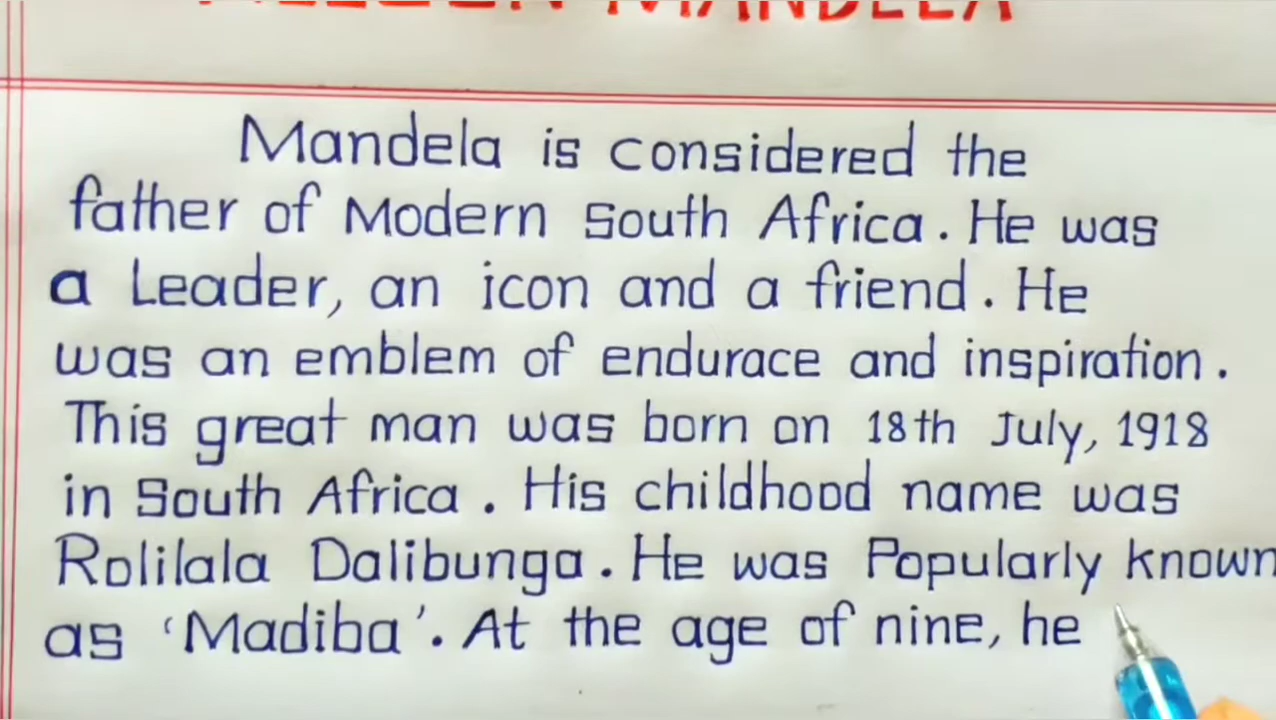 NELSON MANDELA
Mandela is considered the
father of Modern South Africa. He was
a Leader, an icon and a friend. He
was an emblem of endurace and inspiration.
This great man was born on 18th July, 1918
in South Africa. His childhood name was
Rolilala Dalibunga. He was Popularly known
as 'Madiba'. At the age of nine, he